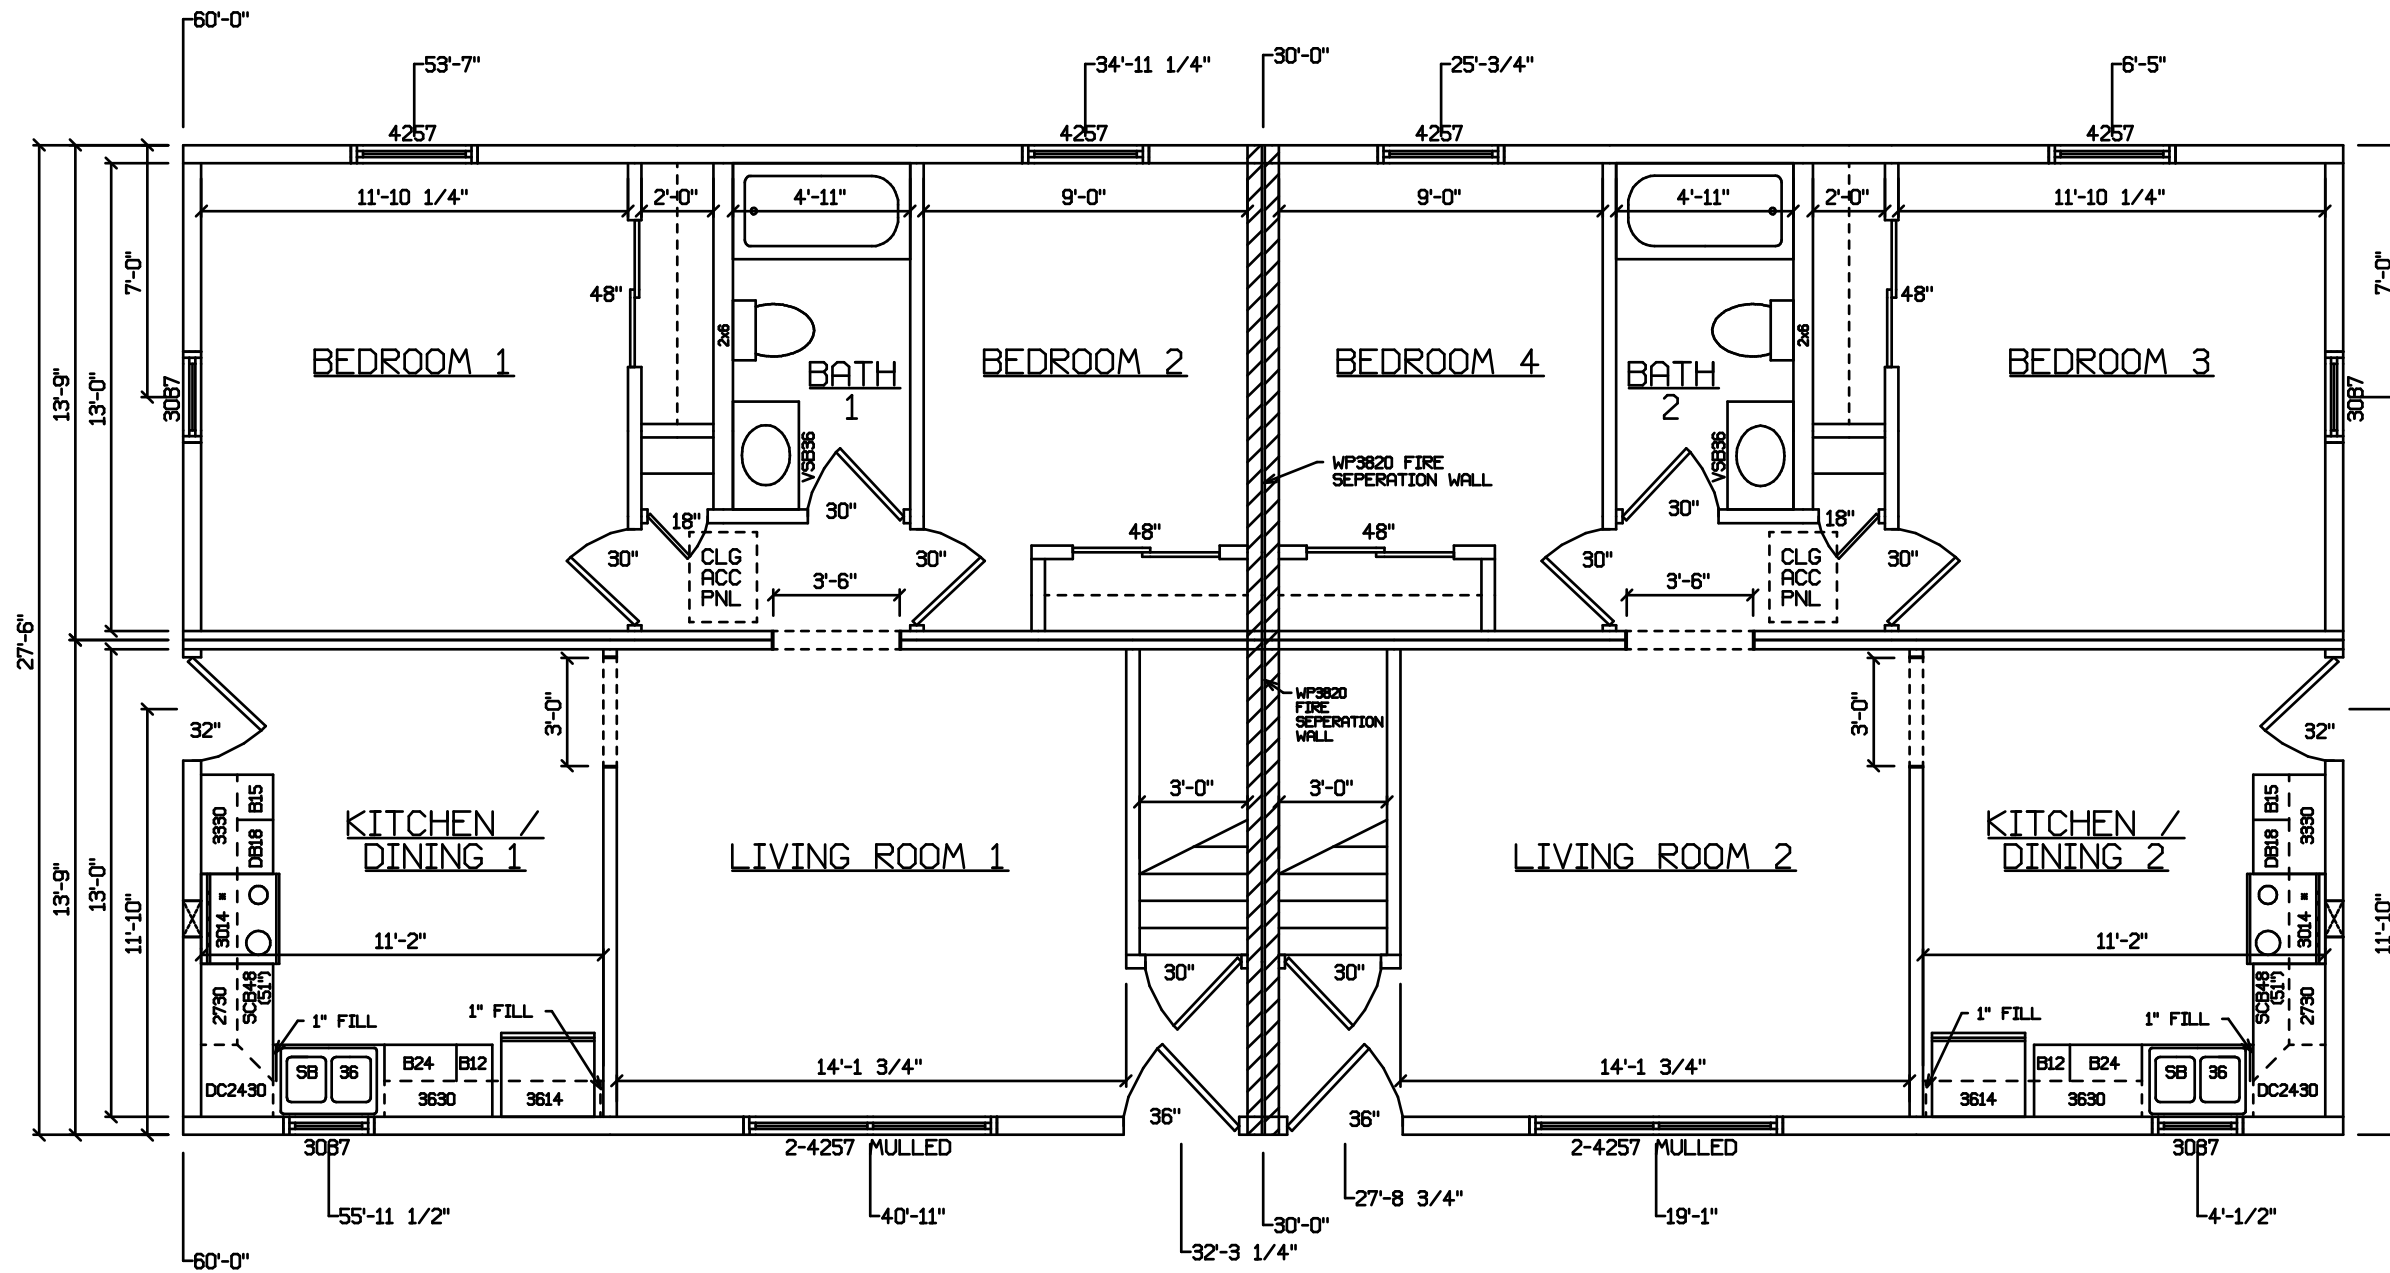 60'-0"
53'-7"
34'-11 1/4"
30'-0"
25'-3/4"
6'-5"
4257
4257
4257
4257
11'-10 1/4"
2'-0"
4'-11"
9'-0"
9'-0"
4'-11"
2'-0"
11'-10 1/4"
7'-0"
7'-0"
48"
48"
2x6
2x6
BEDROOM 1
BATH
1
BEDROOM 2
BEDROOM 4
BATH
2
BEDROOM 3
13'-9"
13'-0"
VSB36
VSB36
WP3820 FIRE
SEPERATION WALL
18"
30"
30"
18"
48"
48"
30"
30"
30"
30"
CLG
ACC
PNL
CLG
ACC
PNL
3'-6"
3'-6"
27'-6"
3'-0"
3'-0"
WP3820
FIRE
SEPERATION
WALL
32"
32"
3'-0"
3'-0"
3330
B15
DB18
B15
DB18
3330
KITCHEN /
DINING 1
LIVING ROOM 1
LIVING ROOM 2
KITCHEN /
DINING 2
13'-9"
13'-0"
11'-10"
11'-10"
3014 *
3014 *
11'-2"
11'-2"
30"
30"
2730
SCB48
(51")
SCB48
(51")
2730
1" FILL
1" FILL
1" FILL
1" FILL
SB 36
B24
B12
14'-1 3/4"
14'-1 3/4"
B12
B24
SB 36
DC2430
3630
3614
3614
3630
DC2430
36"
36"
2-4257 MULLED
2-4257 MULLED
55'-11 1/2"
40'-11"
27'-8 3/4"
30'-0"
19'-1"
4'-1/2"
32'-3 1/4"
60'-0"